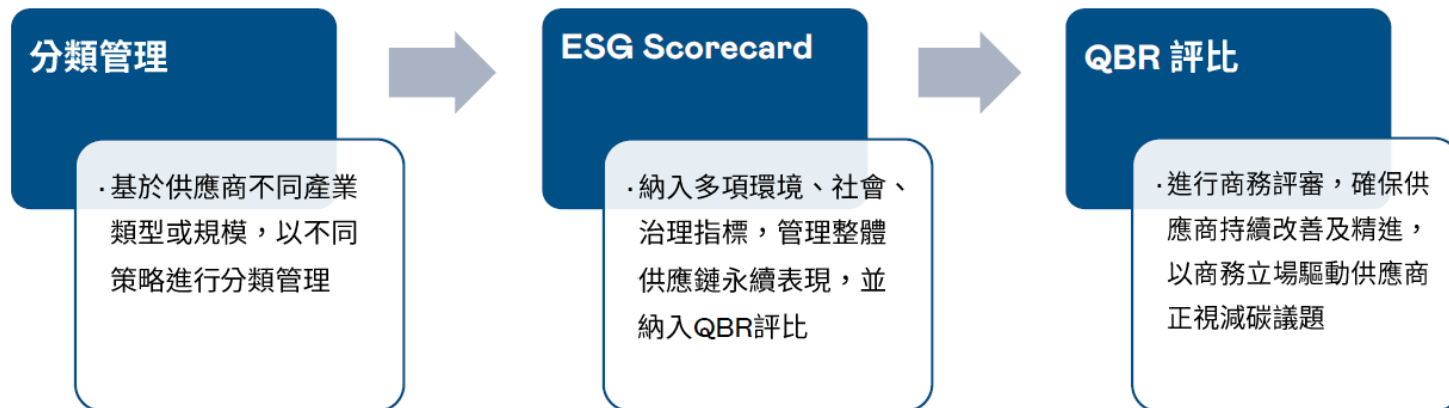 分類管理
·基於供應商不同產業
類型或規模，以不同
策略進行分類管理
ESG Scorecard
·納入多項環境、社會、
治理指標，管理整體
供應鏈永續表現，並
納入QBR評比
QBR 評比
·進行商務評審，確保供
應商持續改善及精進，
以商務立場驅動供應商
正視減碳議題